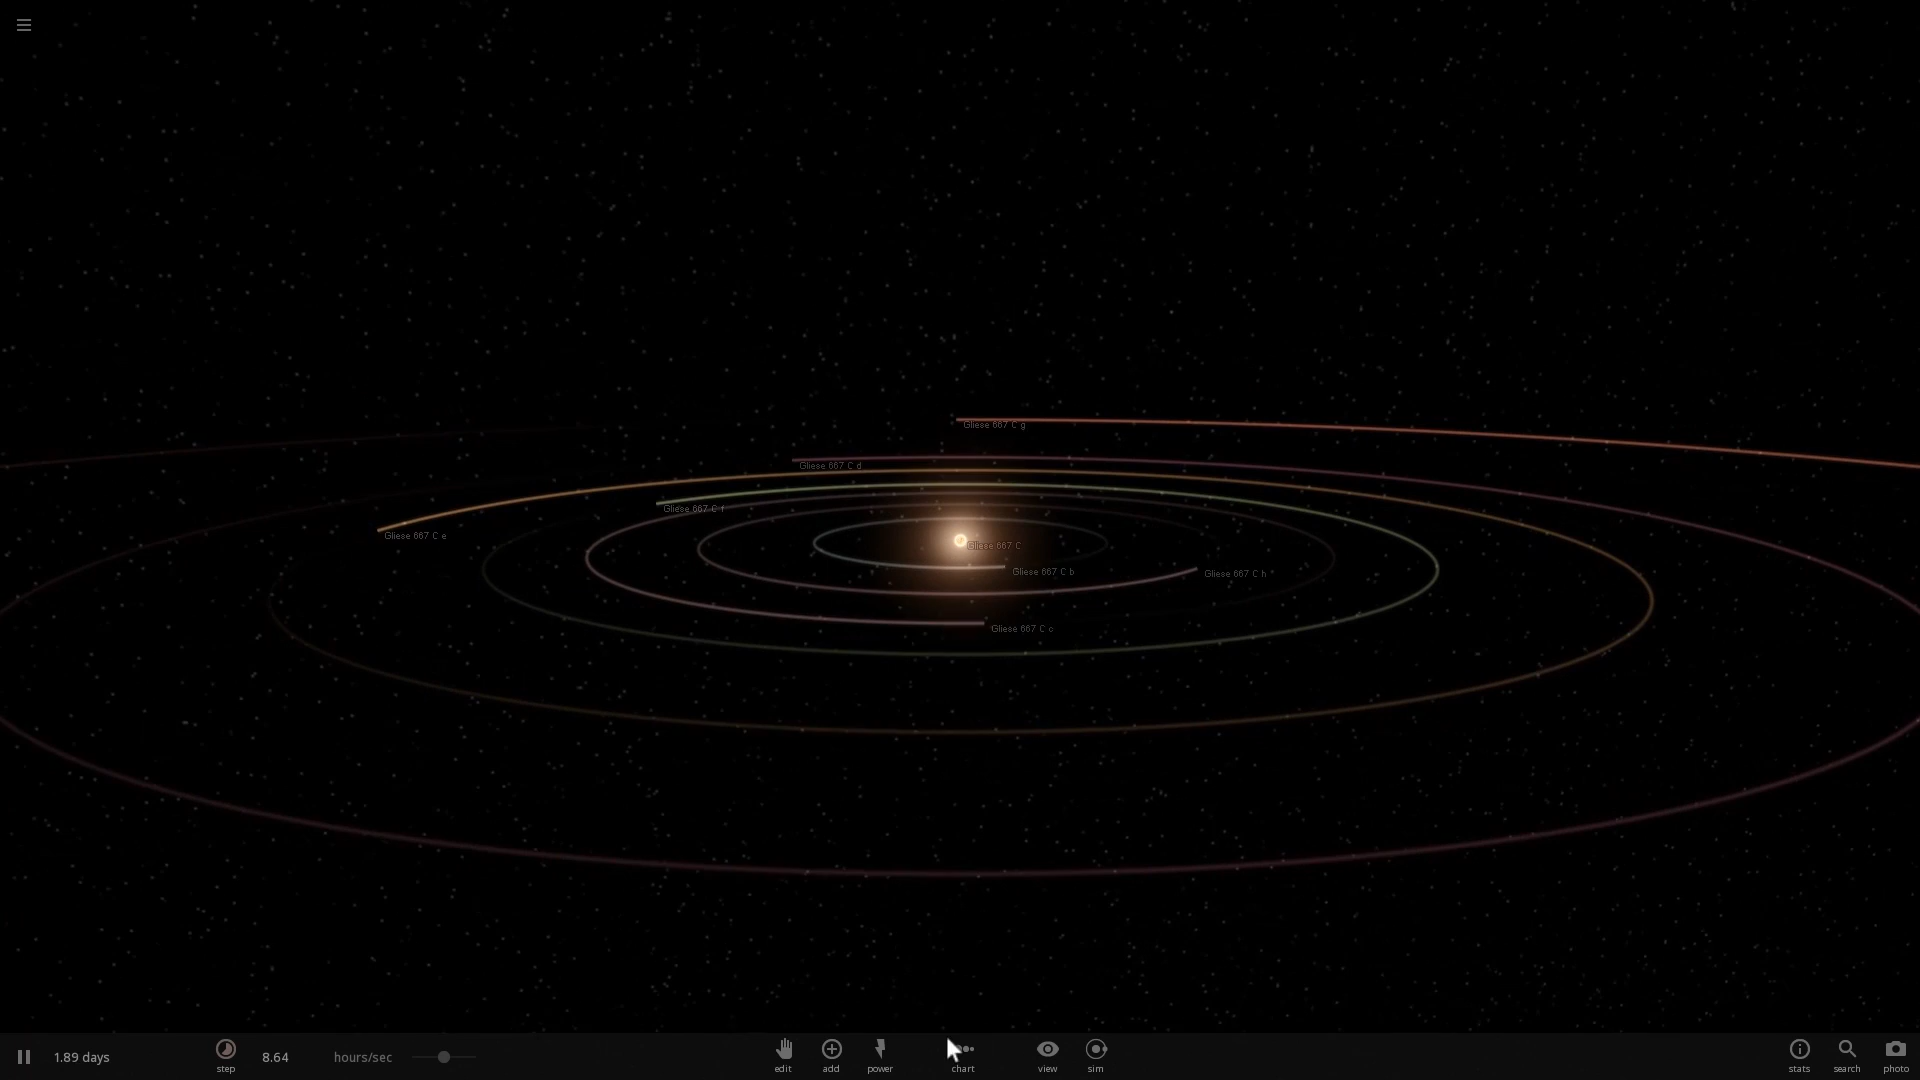 Gliese 667 C g
Gliese 667 C d
Gliese 667 C f
Gliese 667 C e
Gliese 667 C
Gliese 667 C b
Gliese 667 C h
Gliese 667 C c
1.89 days
step
8.64
hours/sec
edit
add
power
chart
view
sim
stats
search
photo